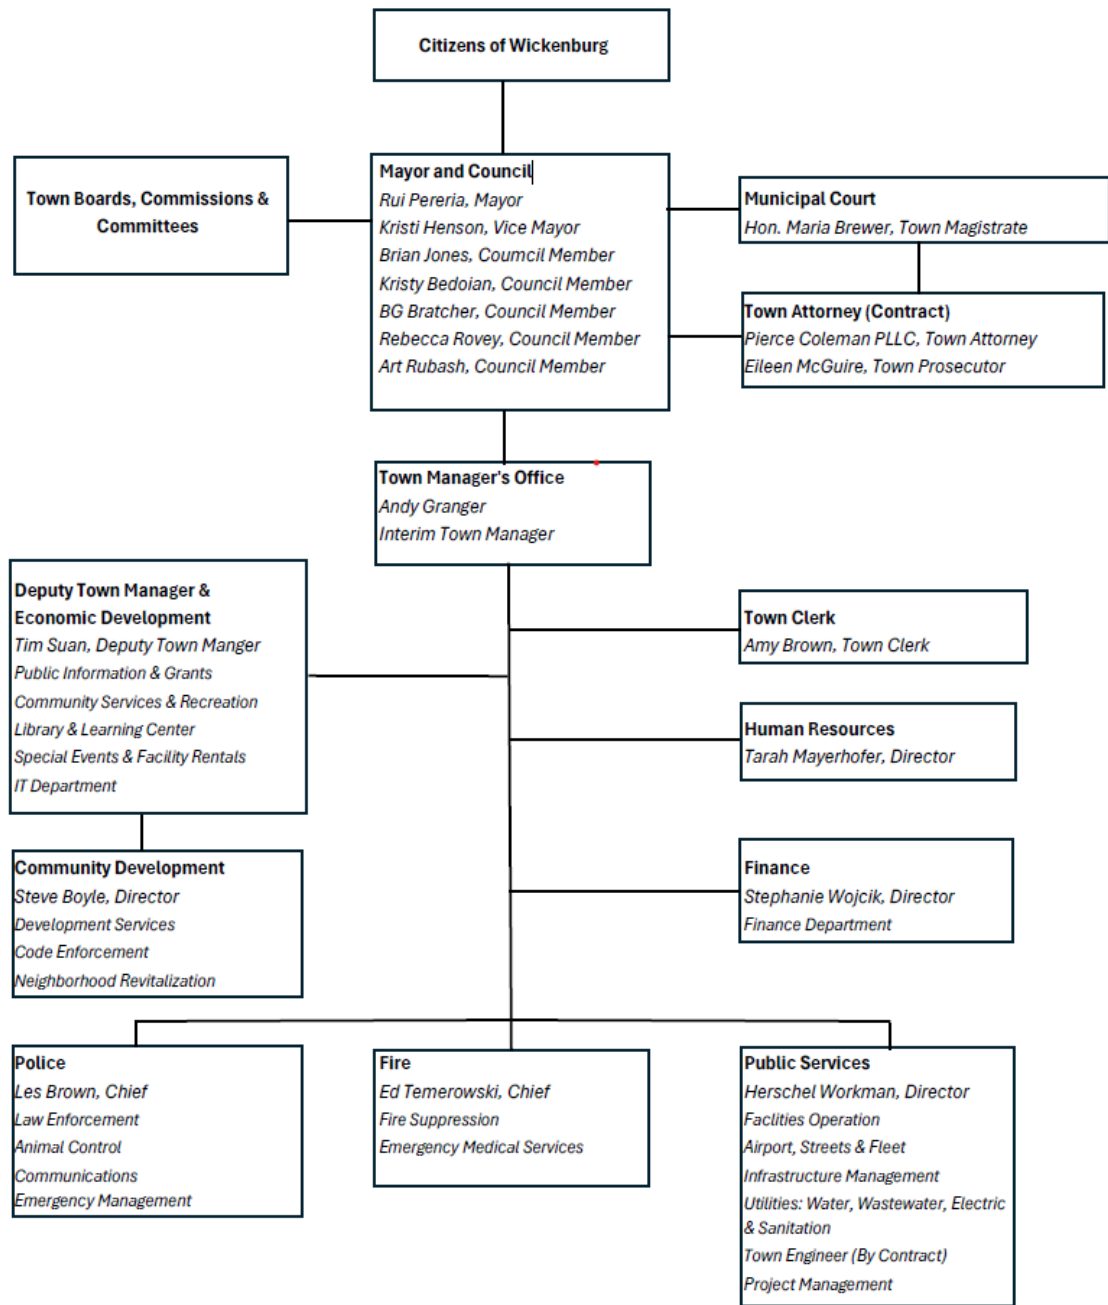 Citizens of Wickenburg
Town Boards, Commissions &
Committees
Mayor and Council
Rui Pereria, Mayor
Kristi Henson, Vice Mayor
Brian Jones, Coumcil Member
Kristy Bedoian, Council Member
BG Bratcher, Council Member
Rebecca Rovey, Council Member
Art Rubash, Council Member
Municipal Court
Hon. Maria Brewer, Town Magistrate
Town Attorney (Contract)
Pierce Coleman PLLC, Town Attorney
Eileen McGuire, Town Prosecutor
Town Manager's Office
Andy Granger
Interim Town Manager
Deputy Town Manager &
Economic Development
Tim Suan, Deputy Town Manger
Public Information & Grants
Community Services & Recreation
Library & Learning Center
Special Events & Facility Rentals
IT Department
Town Clerk
Amy Brown, Town Clerk
Human Resources
Tarah Mayerhofer, Director
Community Development
Steve Boyle, Director
Development Services
Code Enforcement
Neighborhood Revitalization
Finance
Stephanie Wojcik, Director
Finance Department
Police
Les Brown, Chief
Law Enforcement
Animal Control
Communications
Emergency Management
Fire
Ed Temerowski, Chief
Fire Suppression
Emergency Medical Services
Public Services
Herschel Workman, Director
Faclities Operation
Airport, Streets & Fleet
Infrastructure Management
Utilities: Water, Wastewater, Electric
& Sanitation
Town Engineer (By Contract)
Project Management